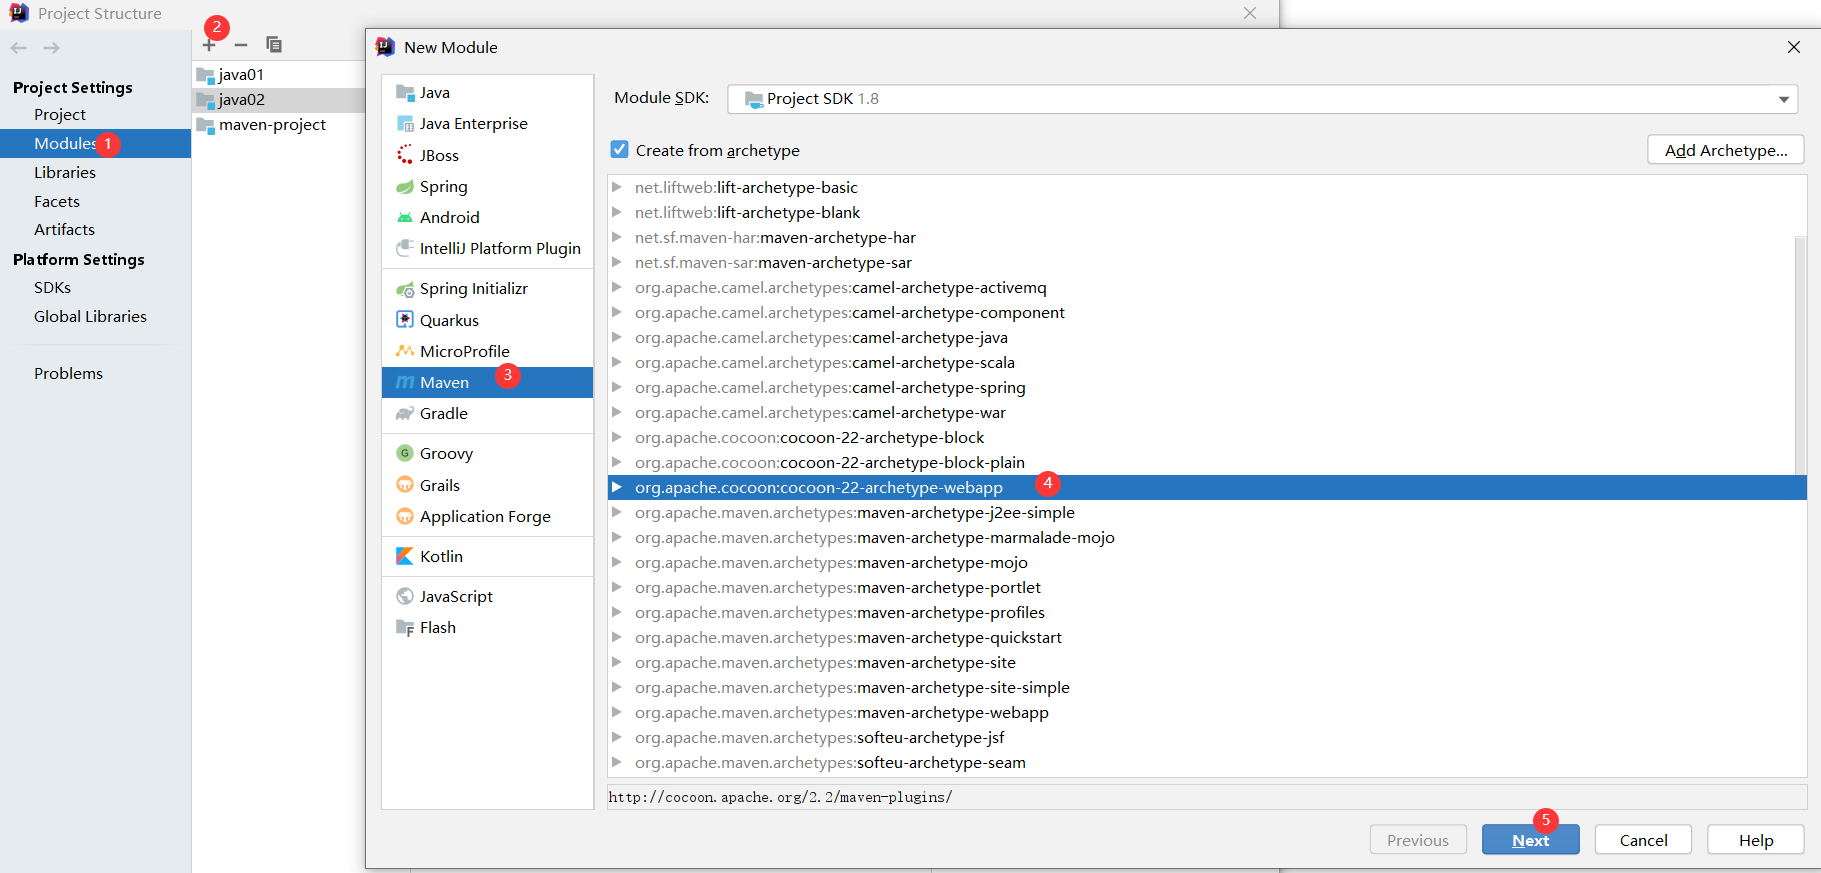 Project Structure
2
Project Settings
Project
Modules 1
Libraries
Facets
Artifacts
Platform Settings
SDKs
Global Libraries
Problems
java01
java02
maven-project
New Module
Java
Java Enterprise
JBoss
Spring
Android
IntelliJ Platform Plugin
Spring Initializr
Quarkus
MicroProfile
Maven 3
Gradle
Groovy
Grails
Application Forge
Kotlin
JavaScript
Flash
Module SDK: Project SDK 1.8
Create from archetype
Add Archetype...
net.liftweb:lift-archetype-basic
net.liftweb:lift-archetype-blank
net.sf.maven-har:maven-archetype-har
net.sf.maven-sar:maven-archetype-sar
org.apache.camel.archetypes:camel-archetype-activemq
org.apache.camel.archetypes:camel-archetype-component
org.apache.camel.archetypes:camel-archetype-java
org.apache.camel.archetypes:camel-archetype-scala
org.apache.camel.archetypes:camel-archetype-spring
org.apache.camel.archetypes:camel-archetype-war
org.apache.cocoon:cocoon-22-archetype-block
org.apache.cocoon:cocoon-22-archetype-block-plain
org.apache.cocoon:cocoon-22-archetype-webapp 4
org.apache.maven.archetypes:maven-archetype-j2ee-simple
org.apache.maven.archetypes:maven-archetype-marmalade-mojo
org.apache.maven.archetypes:maven-archetype-mojo
org.apache.maven.archetypes:maven-archetype-portlet
org.apache.maven.archetypes:maven-archetype-profiles
org.apache.maven.archetypes:maven-archetype-quickstart
org.apache.maven.archetypes:maven-archetype-site
org.apache.maven.archetypes:maven-archetype-site-simple
org.apache.maven.archetypes:maven-archetype-webapp
org.apache.maven.archetypes:softeu-archetype-jsf
org.apache.maven.archetypes:softeu-archetype-seam
http://cocoon.apache.org/2.2/maven-plugins/
5
Previous Next Cancel Help